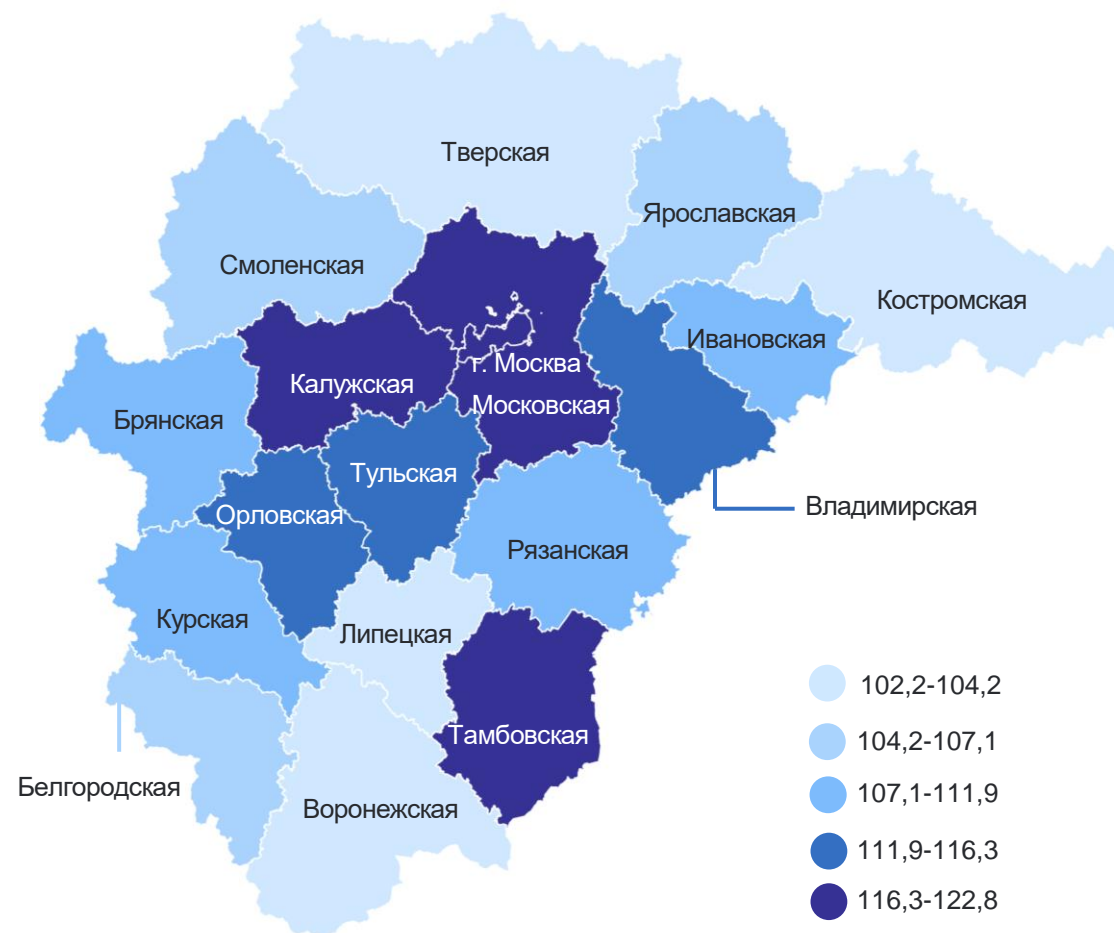 Тверская
Ярославская
Смоленская
Костромская
Ивановская
г. Москва
Калужская
Московская
Брянская
Тульская
Владимирская
Орловская
Рязанская
Курская
Липецкая
Тамбовская
Белгородская
Воронежская
102,2-104,2
104,2-107,1
107,1-111,9
111,9-116,3
116,3-122,8